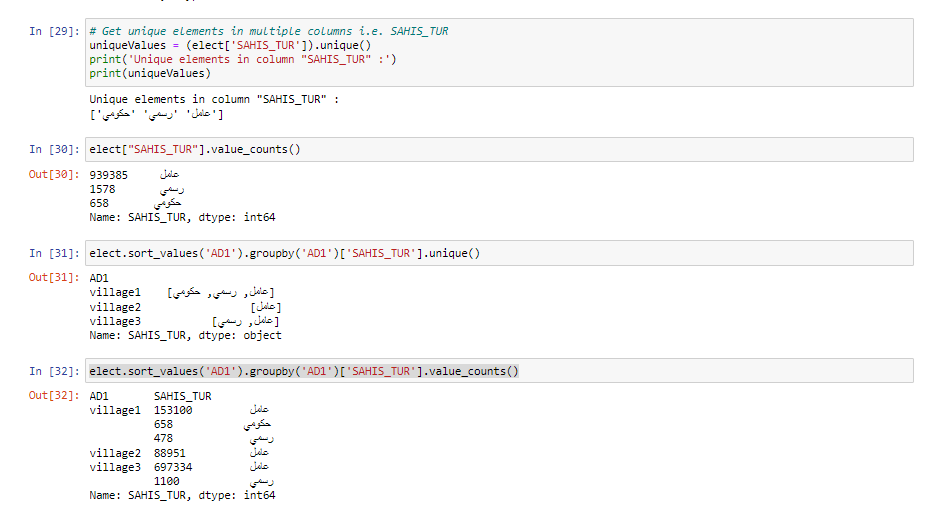 In [29]: # Get unique elements in multiple columns i.e. SAHIS_TUR
uniqueValues = (elect['SAHIS_TUR']).unique()
print('Unique elements in column "SAHIS_TUR" :')
print(uniqueValues)
Unique elements in column "SAHIS_TUR" :
['عامل' 'رسمي' 'حكومي']
In [30]: elect["SAHIS_TUR"].value_counts()
Out[30]: 939385 عامل
1578 رسمي
658 حكومي
Name: SAHIS_TUR, dtype: int64
In [31]: elect.sort_values('AD1').groupby('AD1')['SAHIS_TUR'].unique()
Out[31]: AD1
village1 [عامل, رسمي, حكومي]
village2 [عامل]
village3 [عامل, رسمي]
Name: SAHIS_TUR, dtype: object
In [32]: elect.sort_values('AD1').groupby('AD1')['SAHIS_TUR'].value_counts()
Out[32]: AD1 SAHIS_TUR
village1 153100 عامل
658 حكومي
478 رسمي
village2 88951 عامل
village3 697334 عامل
1100 رسمي
Name: SAHIS_TUR, dtype: int64